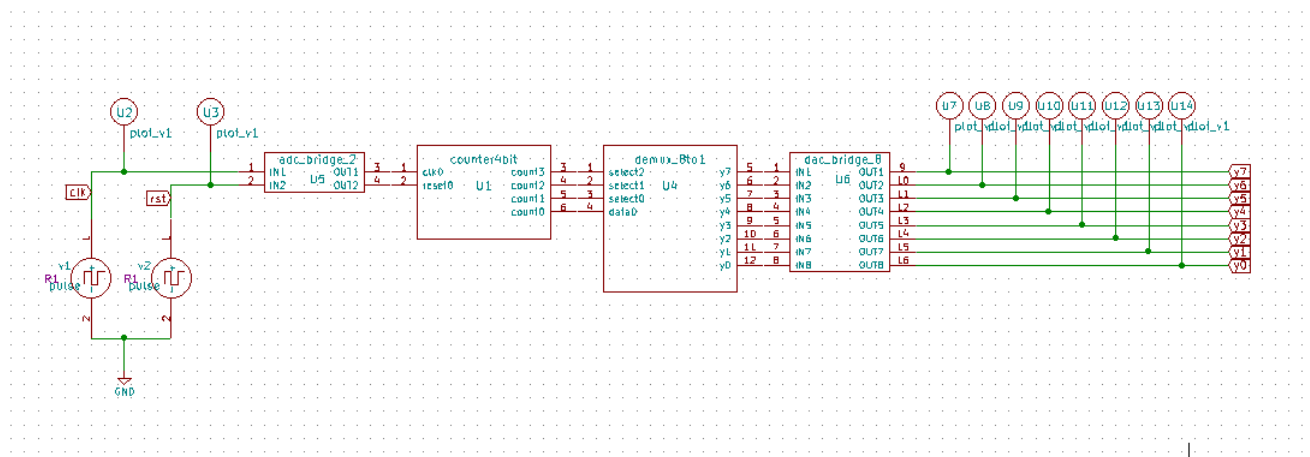 U2
U3
plot_v1
plot_v1
U7
U8
U9
U10
U11
U12
U13
U14
plot_v1
adc_bridge_2
1 IN1 OUT1 3
2 IN2 OUT2 4
U5
counter4bit
1 clk0 count3 3
2 reset0 count2 4
count1 5
count0 6
U1
demux_8to1
1 select2 y7 5
2 select1 y6 6
3 select0 y5 7
4 data0 y4 8
y3 9
y2 10
y1 11
y0 12
U4
dac_bridge_8
1 IN1 OUT1 9
2 IN2 OUT2 10
3 IN3 OUT3 11
4 IN4 OUT4 12
5 IN5 OUT5 13
6 IN6 OUT6 14
7 IN7 OUT7 15
8 IN8 OUT8 16
U6
y7
y6
y5
y4
y3
y2
y1
y0
clk
rst
1
1
v1
R1
pulse
v2
R1
pulse
2
2
GND